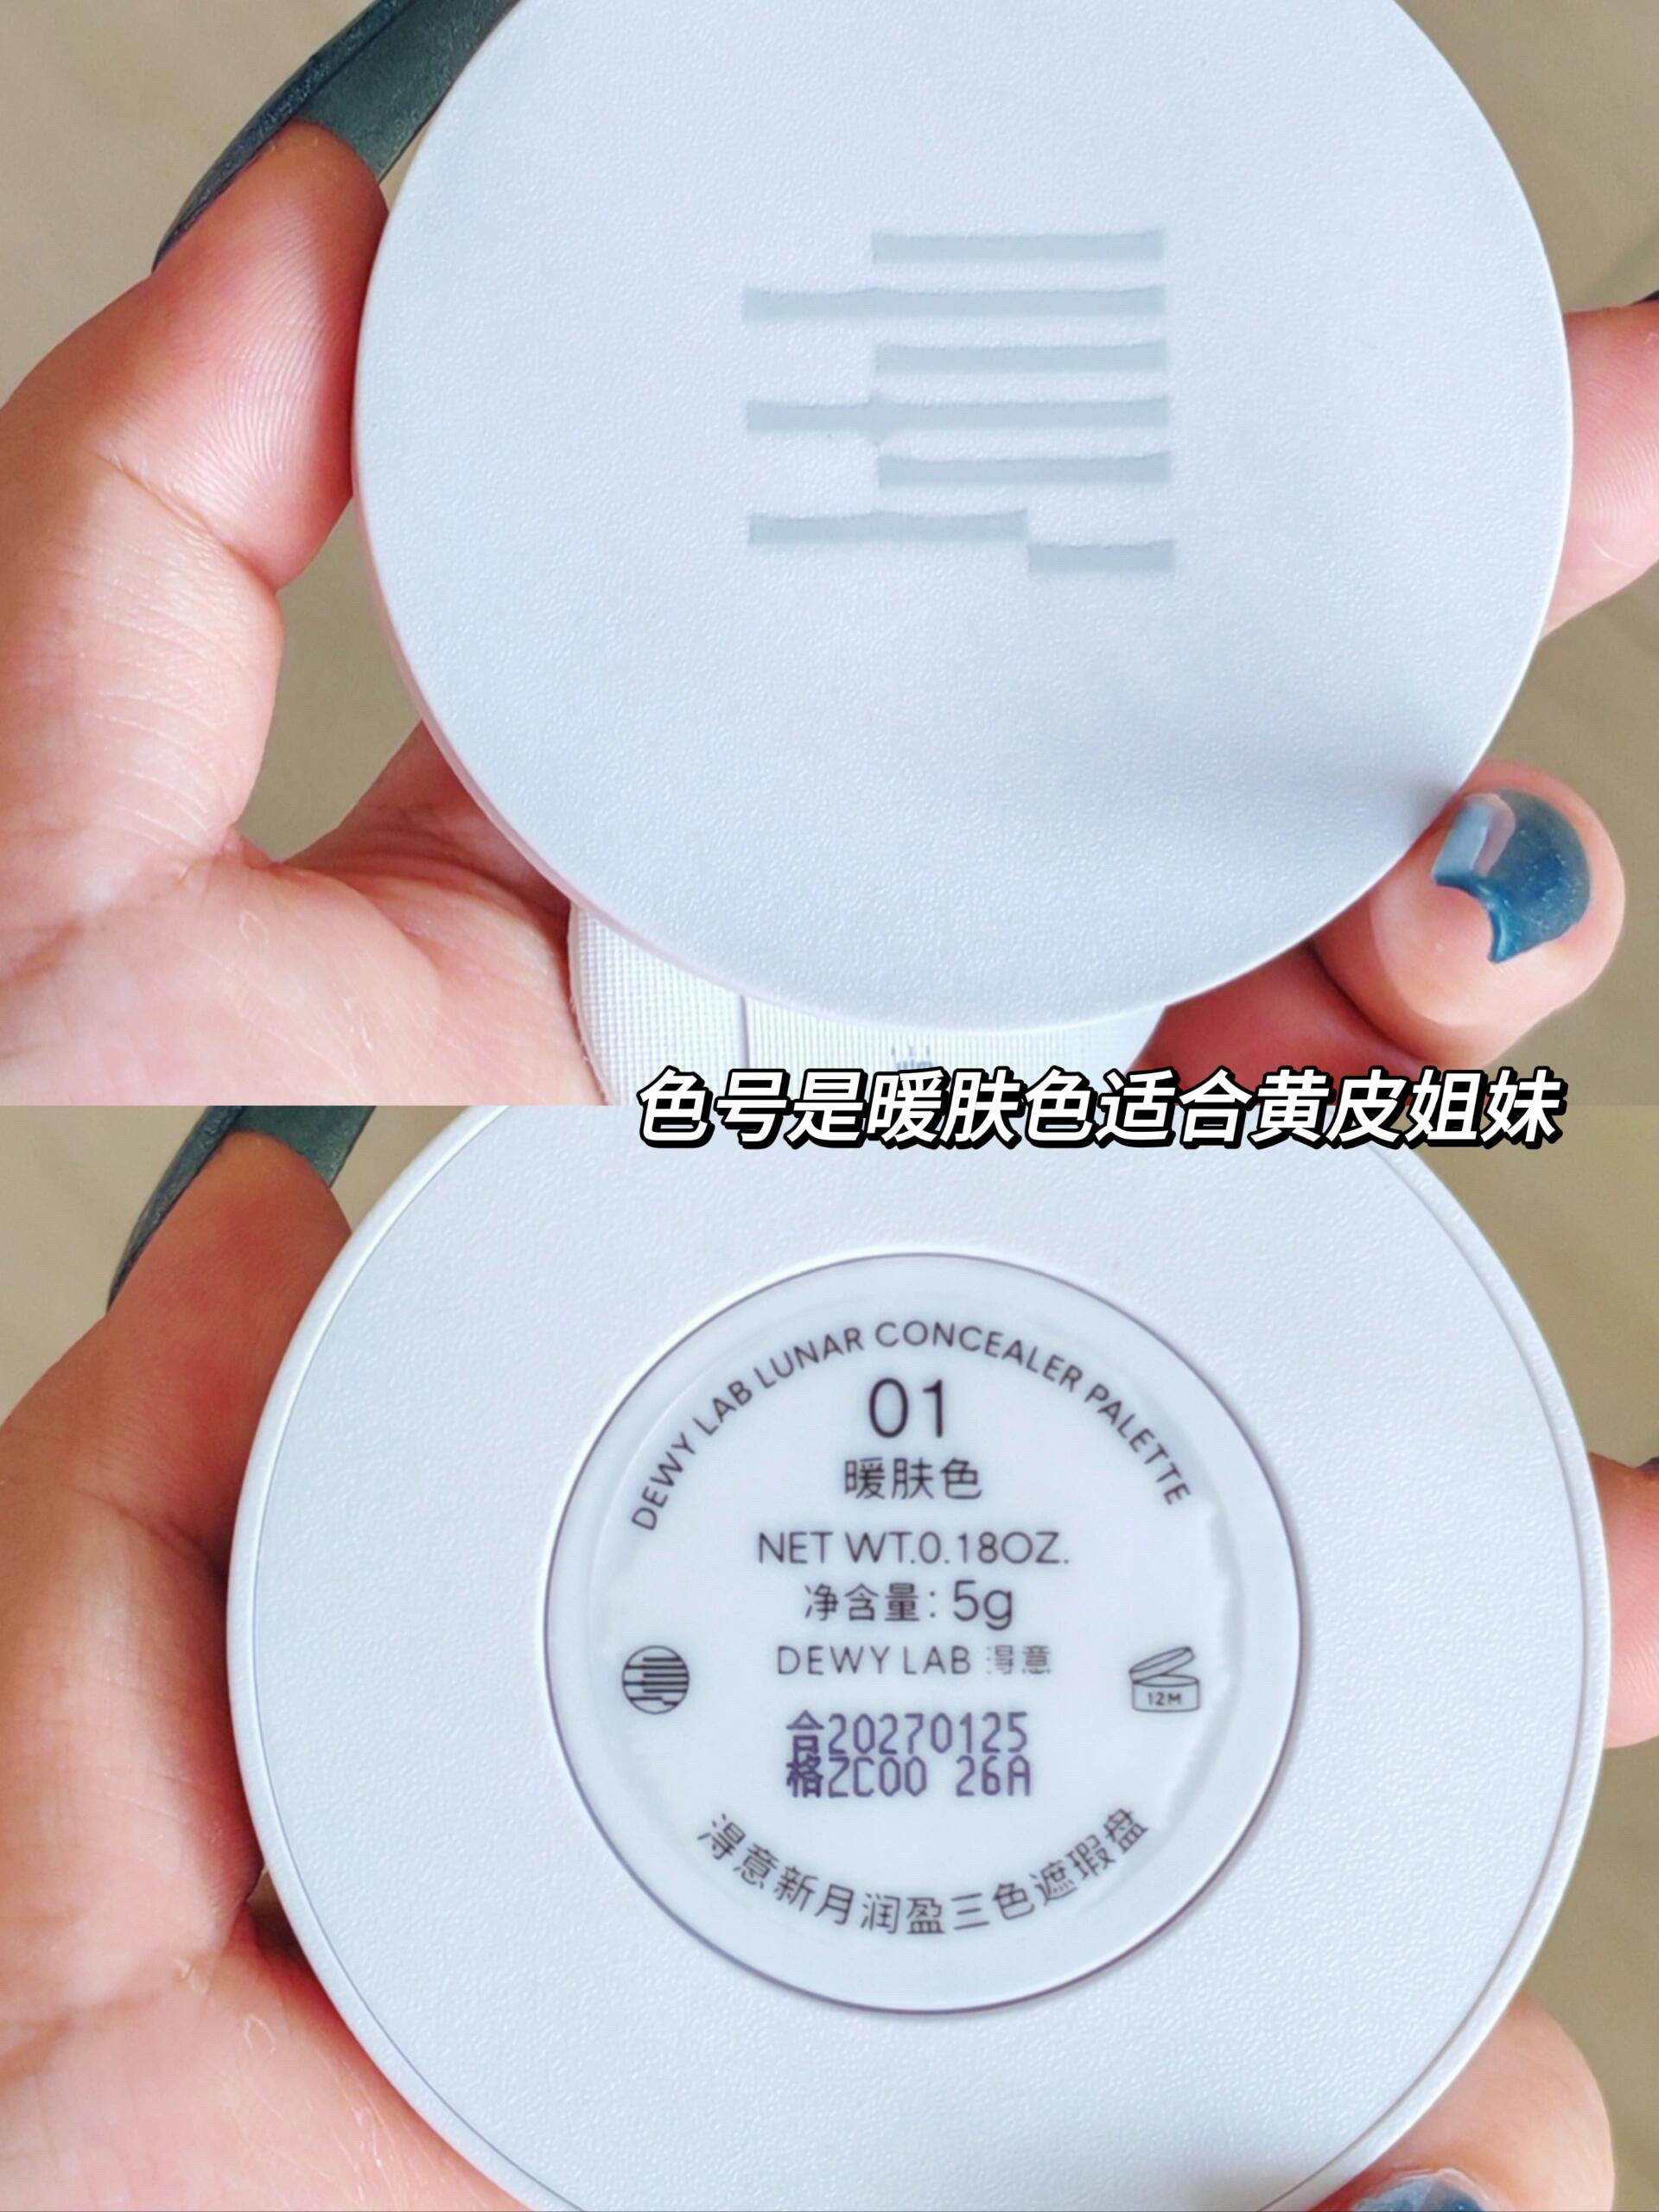 色号是暖肤色适合黄皮姐妹
DEWY LAB LUNAR CONCEALER PALETTE
01
暖肤色
NET WT.0.18OZ.
净含量：5g
DEWY LAB 淂意
12M
合20270125
格ZC00 26A
淂意新月润盈三色遮瑕盘